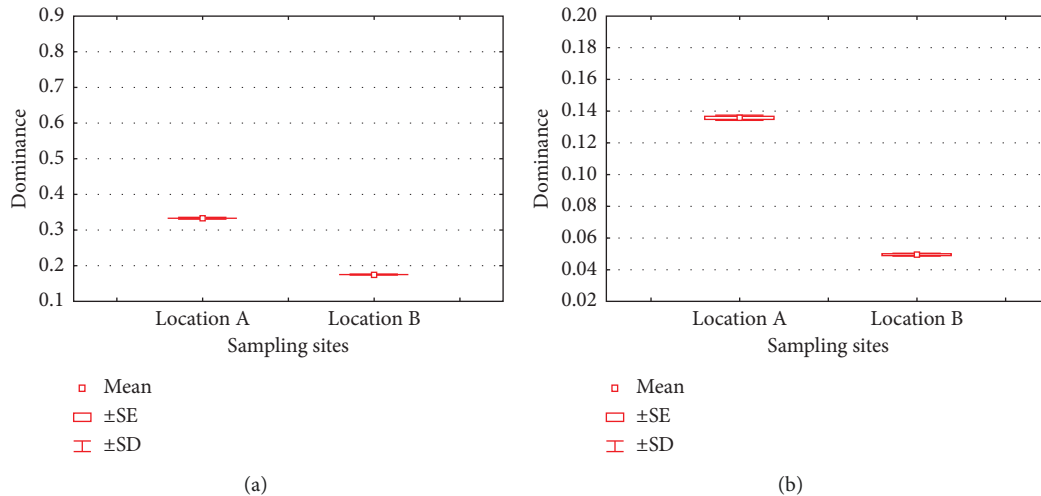 0.9
0.8
0.7
0.6
0.5
0.4
0.3
0.2
0.1
Dominance
Location A Location B
Sampling sites
Mean
±SE
±SD
(a)
0.20
0.18
0.16
0.14
0.12
0.10
0.08
0.06
0.04
0.02
Dominance
Location A Location B
Sampling sites
Mean
±SE
±SD
(b)